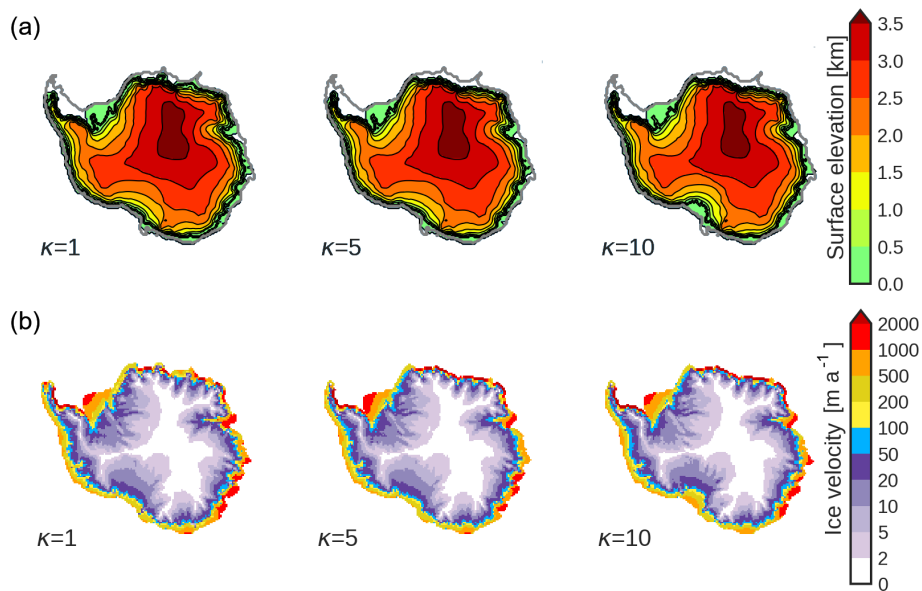 (a)
κ=1
κ=5
κ=10
Surface elevation [km]
3.5
3.0
2.5
2.0
1.5
1.0
0.5
0.0
(b)
κ=1
κ=5
κ=10
Ice velocity [m a⁻¹]
2000
1000
500
200
100
50
20
10
5
2
0